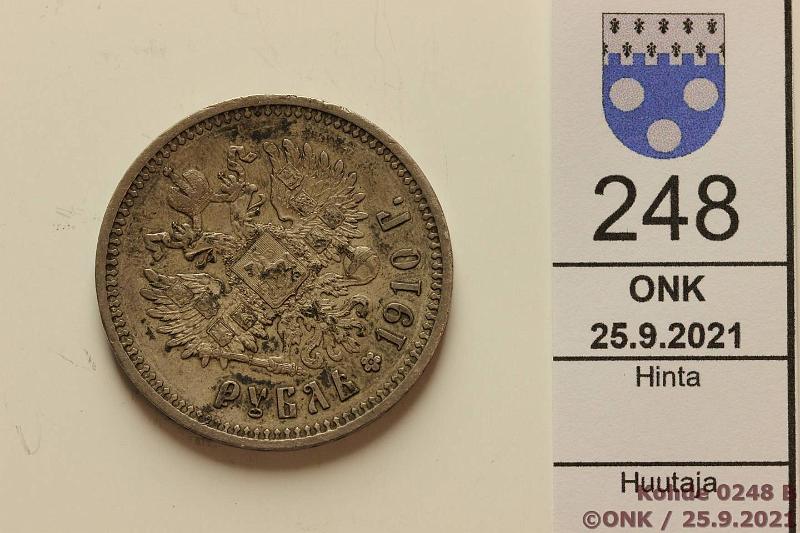 РУБЛЬ
1910 Г.
248
ONK
25.9.2021
Hinta
Huutaja
Kohde 0248 B
©ONK / 25.9.2021